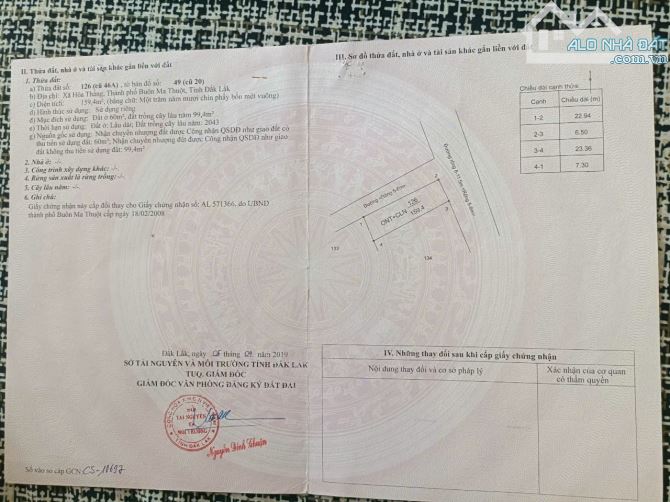 II. Thửa đất, nhà ở và tài sản khác gắn liền với đất
1. Thửa đất:
a) Thửa đất số: 126 (cũ 46A), tờ bản đồ số: 49 (cũ 20)
b) Địa chỉ: Xã Hòa Thắng, Thành phố Buôn Ma Thuột, Tỉnh Đắk Lắk
c) Diện tích: 159,4m², (bằng chữ: Một trăm năm mươi chín phẩy bốn mét vuông)
d) Hình thức sử dụng: Sử dụng riêng
đ) Mục đích sử dụng: Đất ở 60m², đất trồng cây lâu năm 99,4m²
e) Thời hạn sử dụng: Đất ở: Lâu dài; Đất trồng cây lâu năm: 2043
g) Nguồn gốc sử dụng: Nhận chuyển nhượng đất được Công nhận QSDĐ như giao đất có
thu tiền sử dụng đất: 60m²; Nhận chuyển nhượng đất được Công nhận QSDĐ như giao
đất không thu tiền sử dụng đất: 99,4m²
2. Nhà ở: -/-
3. Công trình xây dựng khác: -/-
4. Rừng sản xuất là rừng trồng: -/-
5. Cây lâu năm: -/-
6. Ghi chú:
Giấy chứng nhận này cấp đổi thay cho Giấy chứng nhận số: AL 571366, do UBND
thành phố Buôn Ma Thuột cấp ngày 18/02/2008
Đắk Lắk, ngày tháng năm 2019
SỞ TÀI NGUYÊN VÀ MÔI TRƯỜNG TỈNH ĐẮK LẮK
TUQ. GIÁM ĐỐC
GIÁM ĐỐC VĂN PHÒNG ĐĂNG KÝ ĐẤT ĐAI
SỞ
TÀI NGUYÊN
VÀ
MÔI TRƯỜNG
TỈNH ĐẮK LẮK
Nguyễn Đình Thuận
Số vào sổ cấp GCN: CS-18697
III. Sơ đồ thửa đất, nhà ở và tài sản khác gắn liền với đất
ALO NHÀ ĐẤT
Chiều dài cạnh thửa
Cạnh Chiều dài (m)
1-2 22.94
2-3 6.50
3-4 23.36
4-1 7.30
1
2
3
4
126
ONT+CLN
159.4
133
134
IV. Những thay đổi sau khi cấp giấy chứng nhận
Nội dung thay đổi và cơ sở pháp lý
Xác nhận của cơ quan
có thẩm quyền